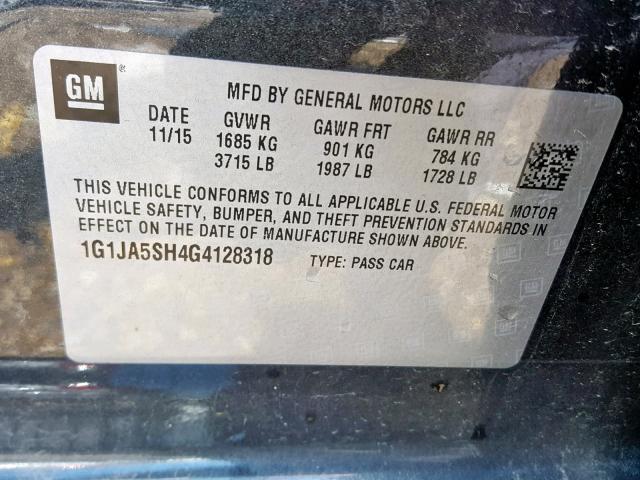 GM ®
MFD BY GENERAL MOTORS LLC
DATE GVWR GAWR FRT GAWR RR
11/15 1685 KG 901 KG 784 KG
3715 LB 1987 LB 1728 LB
THIS VEHICLE CONFORMS TO ALL APPLICABLE U.S. FEDERAL MOTOR
VEHICLE SAFETY, BUMPER, AND THEFT PREVENTION STANDARDS IN
EFFECT ON THE DATE OF MANUFACTURE SHOWN ABOVE.
1G1JA5SH4G4128318 TYPE: PASS CAR